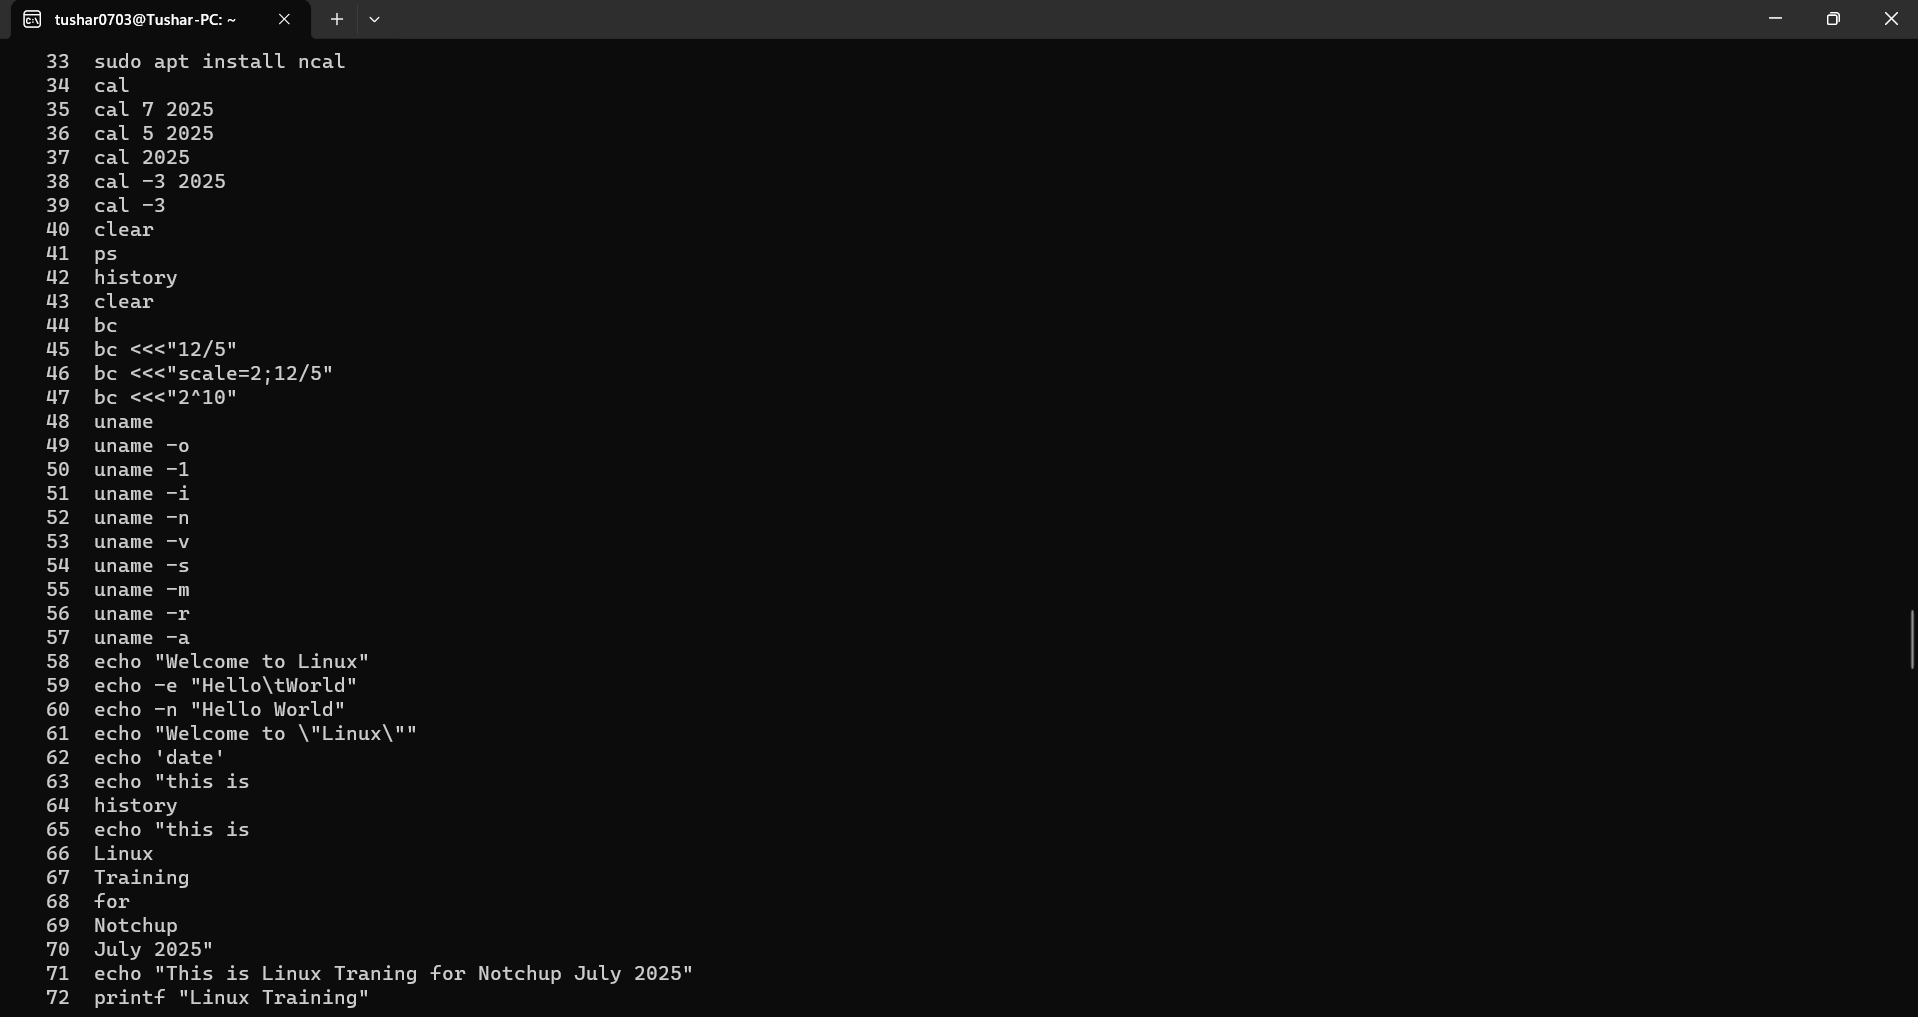 tushar0703@Tushar-PC: ~
33 sudo apt install ncal
34 cal
35 cal 7 2025
36 cal 5 2025
37 cal 2025
38 cal -3 2025
39 cal -3
40 clear
41 ps
42 history
43 clear
44 bc
45 bc <<<"12/5"
46 bc <<<"scale=2;12/5"
47 bc <<<"2^10"
48 uname
49 uname -o
50 uname -1
51 uname -i
52 uname -n
53 uname -v
54 uname -s
55 uname -m
56 uname -r
57 uname -a
58 echo "Welcome to Linux"
59 echo -e "Hello\tWorld"
60 echo -n "Hello World"
61 echo "Welcome to \"Linux\""
62 echo 'date'
63 echo "this is
64 history
65 echo "this is
66 Linux
67 Training
68 for
69 Notchup
70 July 2025"
71 echo "This is Linux Traning for Notchup July 2025"
72 printf "Linux Training"